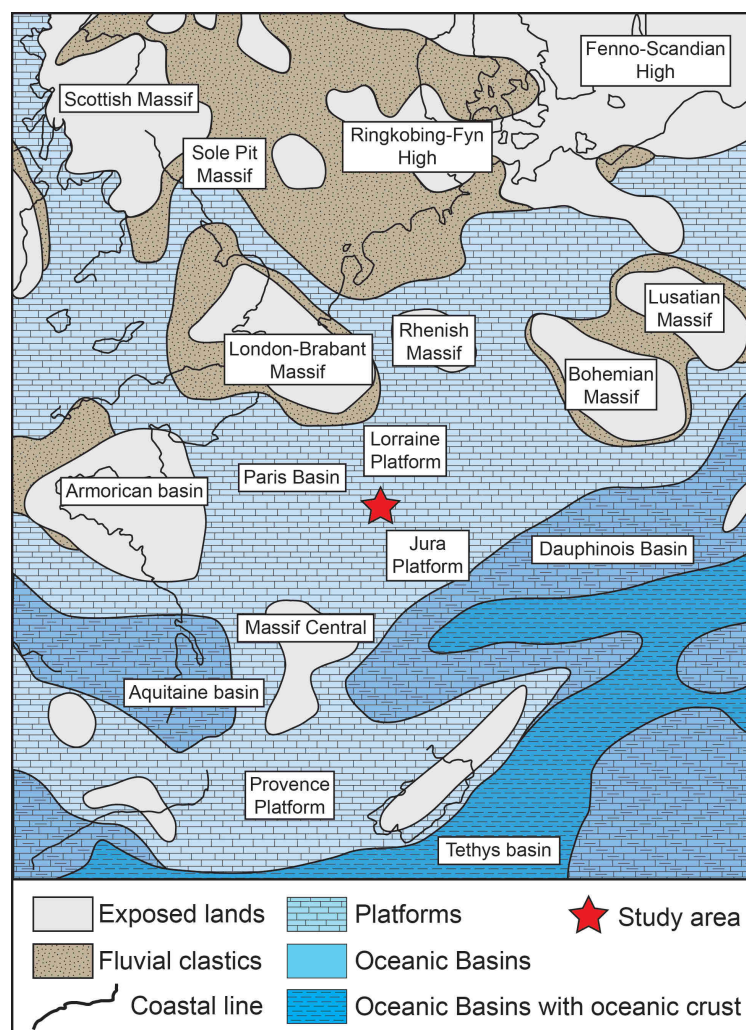 Fenno-Scandian
High
Scottish Massif
Ringkobing-Fyn
High
Sole Pit
Massif
Lusatian
Massif
Rhenish
Massif
London-Brabant
Massif
Bohemian
Massif
Lorraine
Platform
Paris Basin
Armorican basin
Jura
Platform
Dauphinois Basin
Massif Central
Aquitaine basin
Provence
Platform
Tethys basin
Exposed lands
Platforms
Study area
Fluvial clastics
Oceanic Basins
Coastal line
Oceanic Basins with oceanic crust